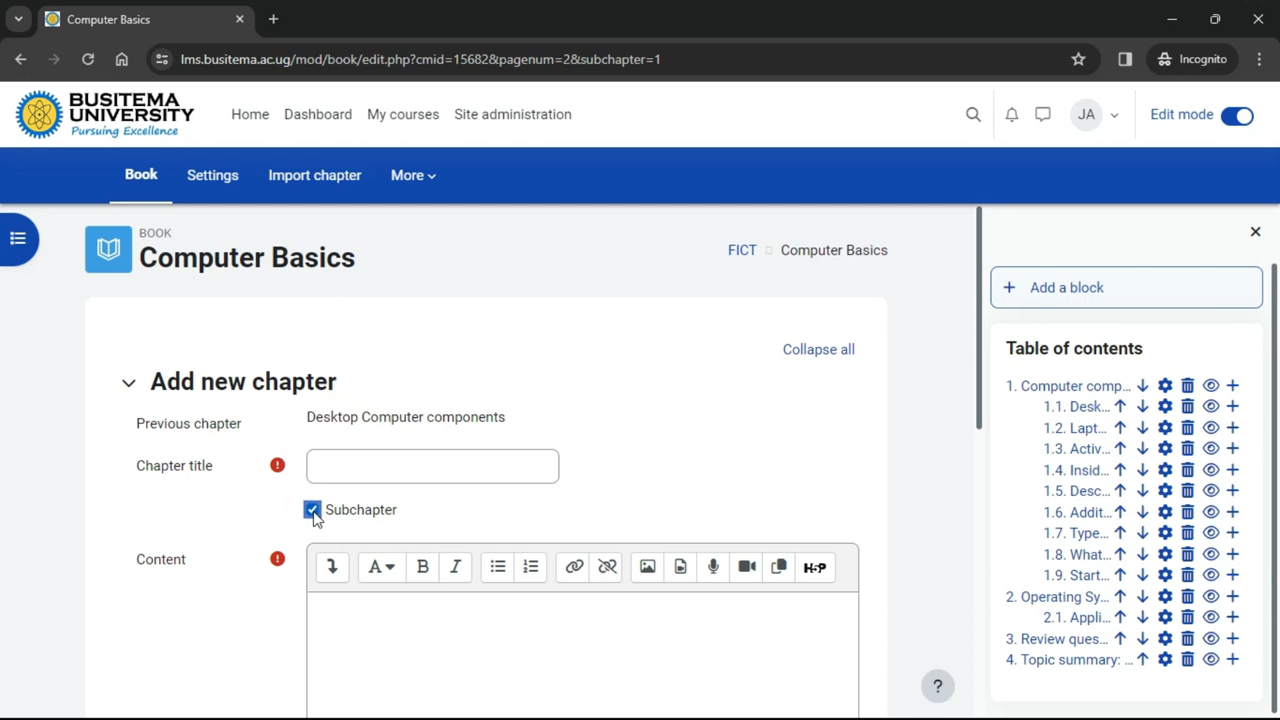 Computer Basics
lms.busitema.ac.ug/mod/book/edit.php?cmid=15682&pagenum=2&subchapter=1
Incognito
BUSITEMA
UNIVERSITY
Pursuing Excellence
Home
Dashboard
My courses
Site administration
JA
Edit mode
Book
Settings
Import chapter
More
BOOK
Computer Basics
FICT
Computer Basics
Collapse all
Add new chapter
Previous chapter
Desktop Computer components
Chapter title
Subchapter
Content
A
B
I
H-P
?
Add a block
Table of contents
1. Computer comp...
1.1. Desk...
1.2. Lapt...
1.3. Activ...
1.4. Insid...
1.5. Desc...
1.6. Addit...
1.7. Type...
1.8. What...
1.9. Start...
2. Operating Sy...
2.1. Appli...
3. Review ques...
4. Topic summary: ...